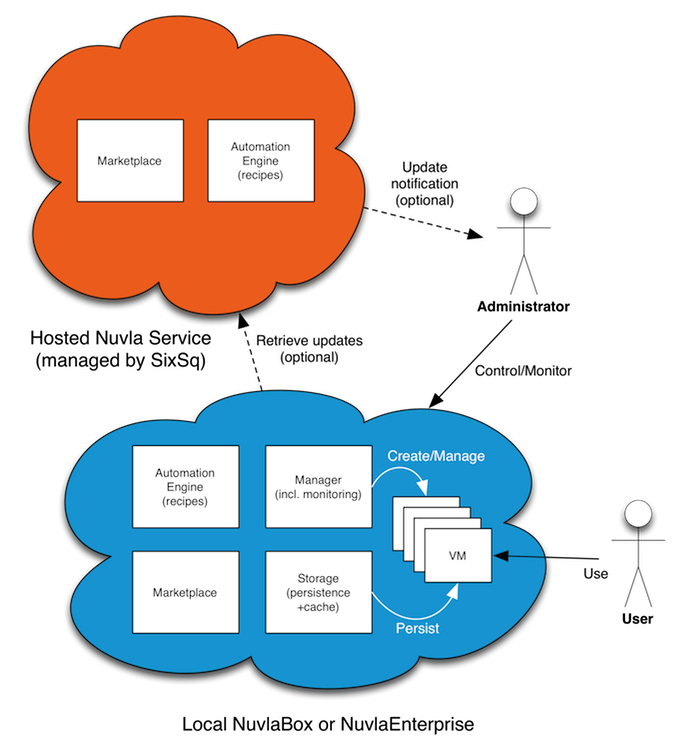 Marketplace
Automation
Engine
(recipes)
Update
notification
(optional)
Administrator
Hosted Nuvla Service
(managed by SixSq)
Retrieve updates
(optional)
Control/Monitor
Automation
Engine
(recipes)
Manager
(incl. monitoring)
Create/Manage
VM
Marketplace
Storage
(persistence
+cache)
Persist
Use
User
Local NuvlaBox or NuvlaEnterprise